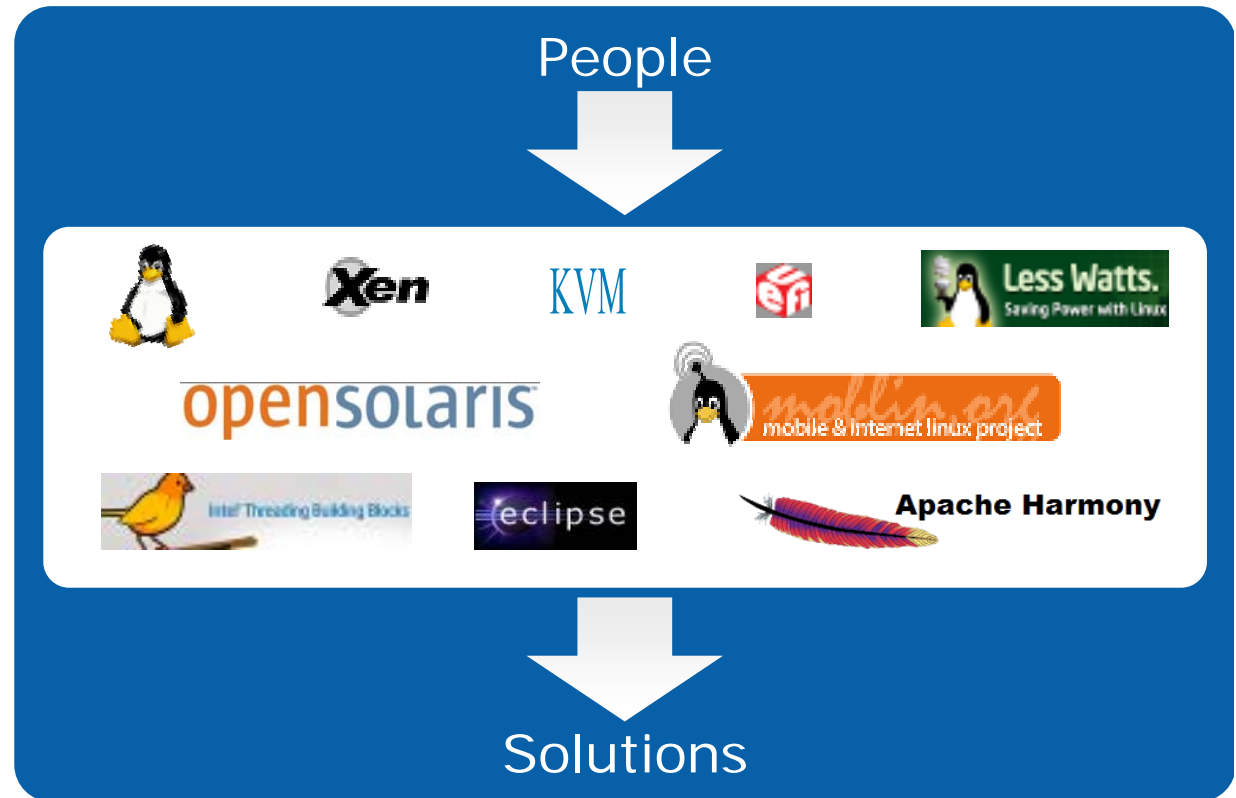 People
Xen
KVM
UEFI
Less Watts.
Saving Power with Linux
opensolaris
moblin.org
mobile & internet linux project
Intel® Threading Building Blocks
eclipse
Apache Harmony
Solutions